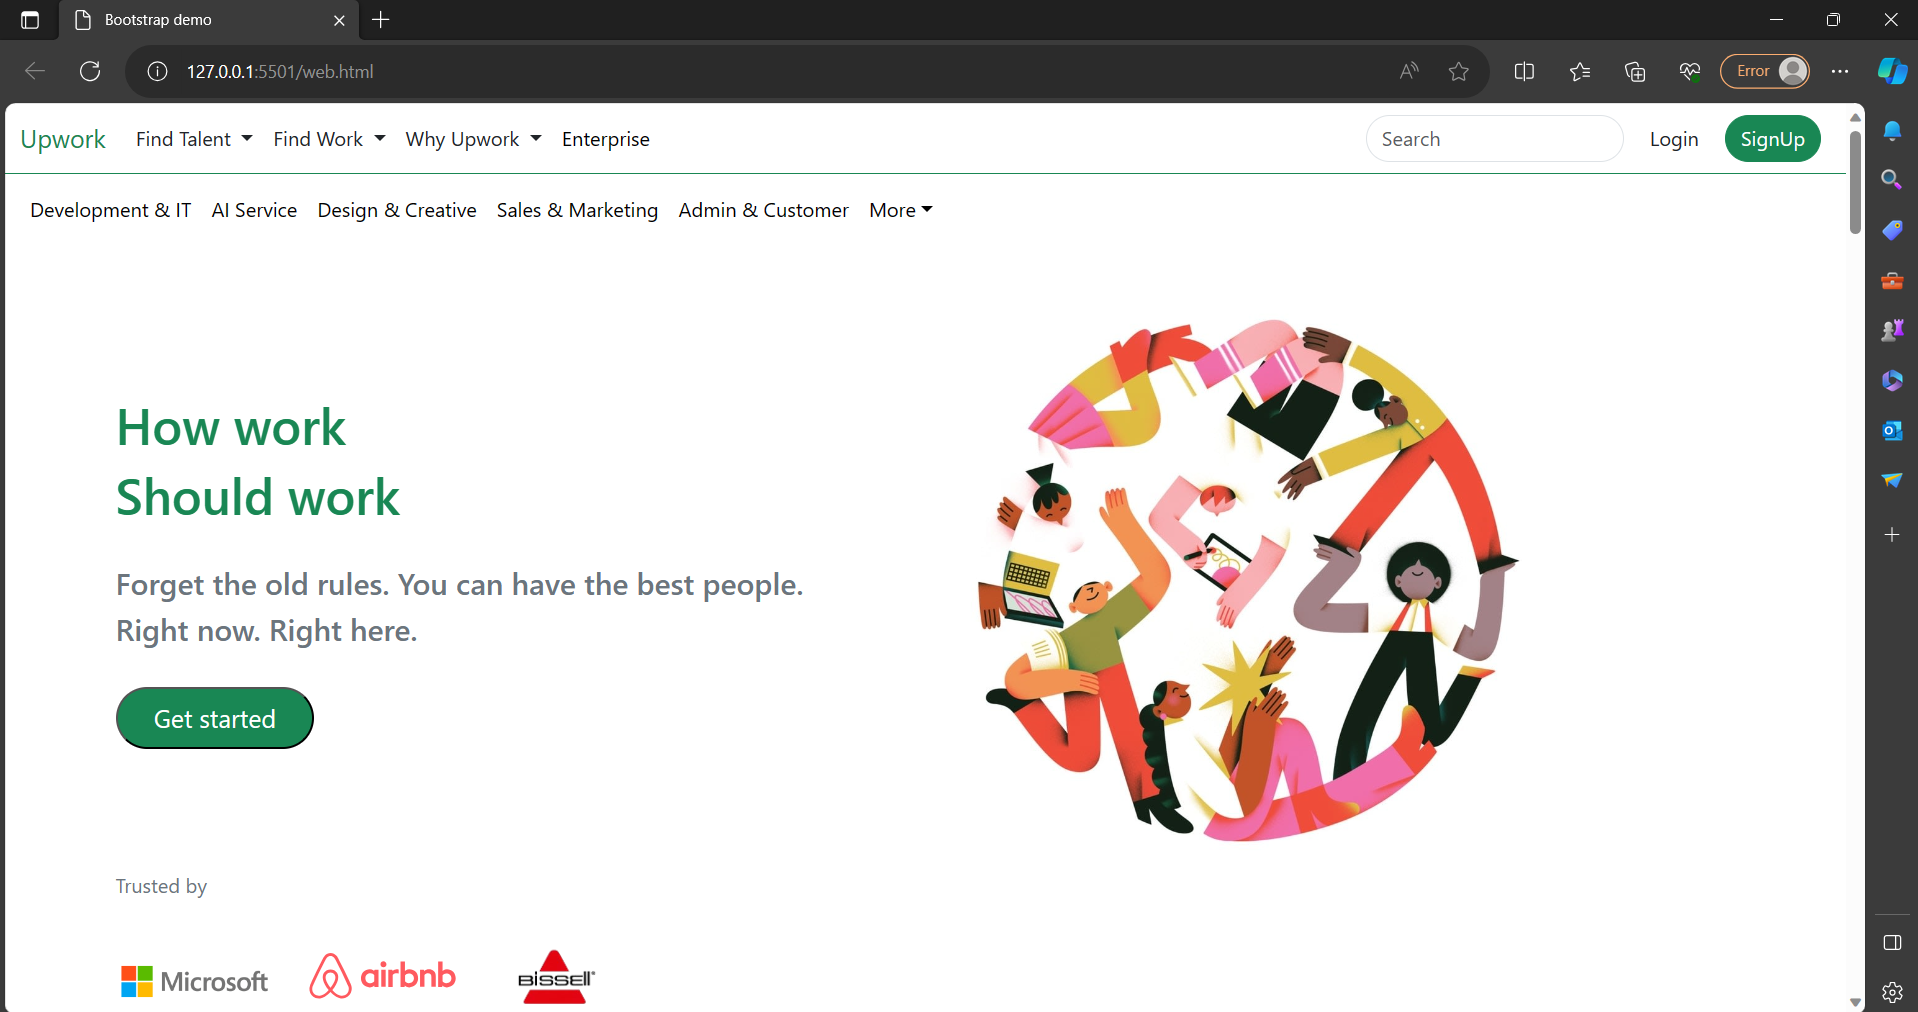 Bootstrap demo
127.0.0.1:5501/web.html
Error
Upwork Find Talent Find Work Why Upwork Enterprise Search Login SignUp
Development & IT AI Service Design & Creative Sales & Marketing Admin & Customer More
How work
Should work
Forget the old rules. You can have the best people.
Right now. Right here.
Get started
Trusted by
Microsoft airbnb BISSELL